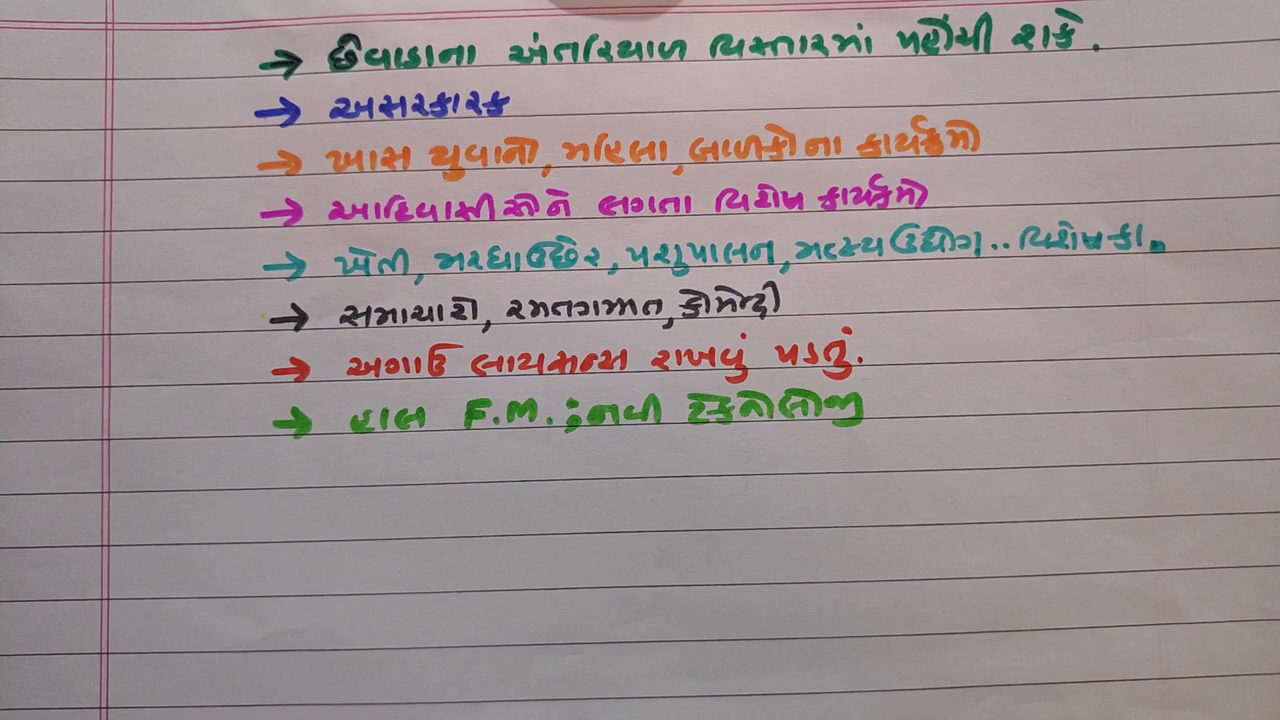 → છેવાડાના અંતરિયાળ વિસ્તારમાં પહોંચી શકે.
→ અસરકારક
→ ખાસ યુવાનો, મહિલા, બાળકોના કાર્યક્રમો
→ આદિવાસીઓને લગતા વિશેષ કાર્યક્રમો
→ ખેતી, મરઘાઉછેર, પશુપાલન, મત્સ્યઉદ્યોગ.. વિશેષ કા.
→ સમાચારો, રમતગમત, કોમેન્ટ્રી
→ અગાઉ લાયસન્સ રાખવું પડતું.
→ હાલ F.M. : નવી ટેકનોલોજી